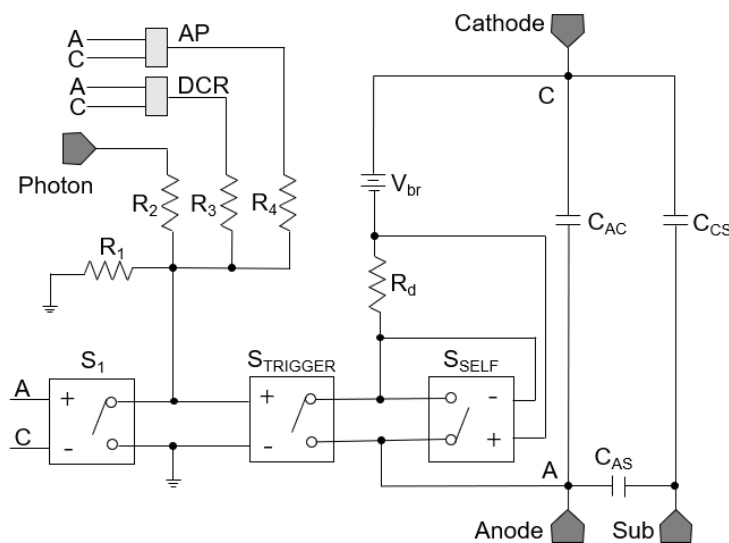 Cathode
A
C
AP
A
C
DCR
Photon
C
V_br
R_2
R_3
R_4
C_AC
C_CS
R_1
R_d
S_1
S_TRIGGER
S_SELF
A
+
+
-
C
-
-
+
A
C_AS
Anode
Sub